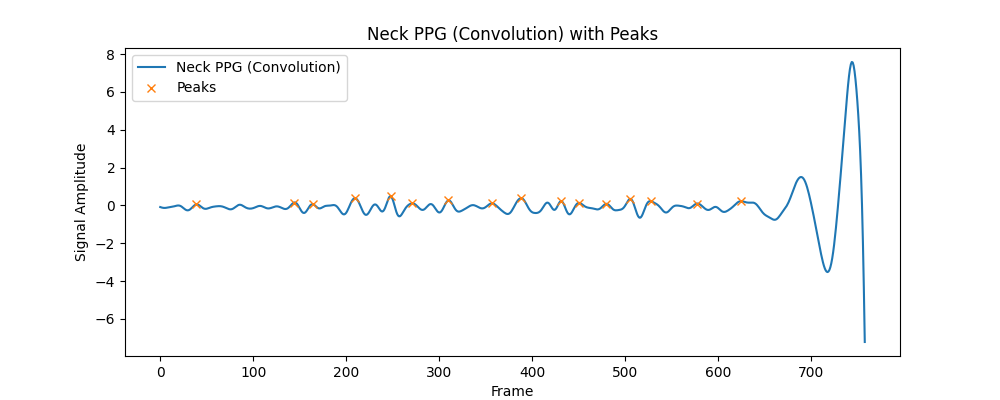 Neck PPG (Convolution) with Peaks
Neck PPG (Convolution)
Peaks
Signal Amplitude
8
6
4
2
0
−2
−4
−6
0 100 200 300 400 500 600 700
Frame